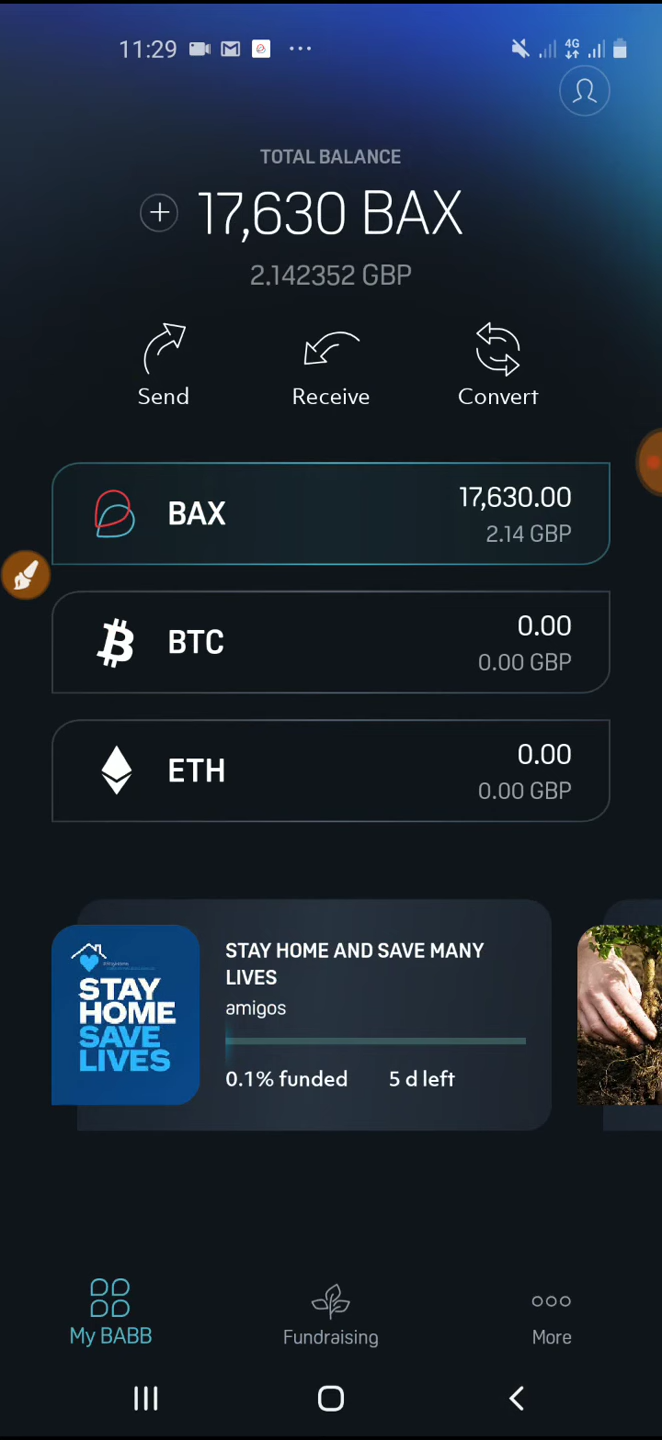 11:29
4G
TOTAL BALANCE
17,630 BAX
2.142352 GBP
Send Receive Convert
BAX 17,630.00
2.14 GBP
BTC 0.00
0.00 GBP
ETH 0.00
0.00 GBP
STAY HOME AND SAVE MANY
LIVES
amigos
0.1% funded 5 d left
STAY
HOME
SAVE
LIVES
My BABB Fundraising More